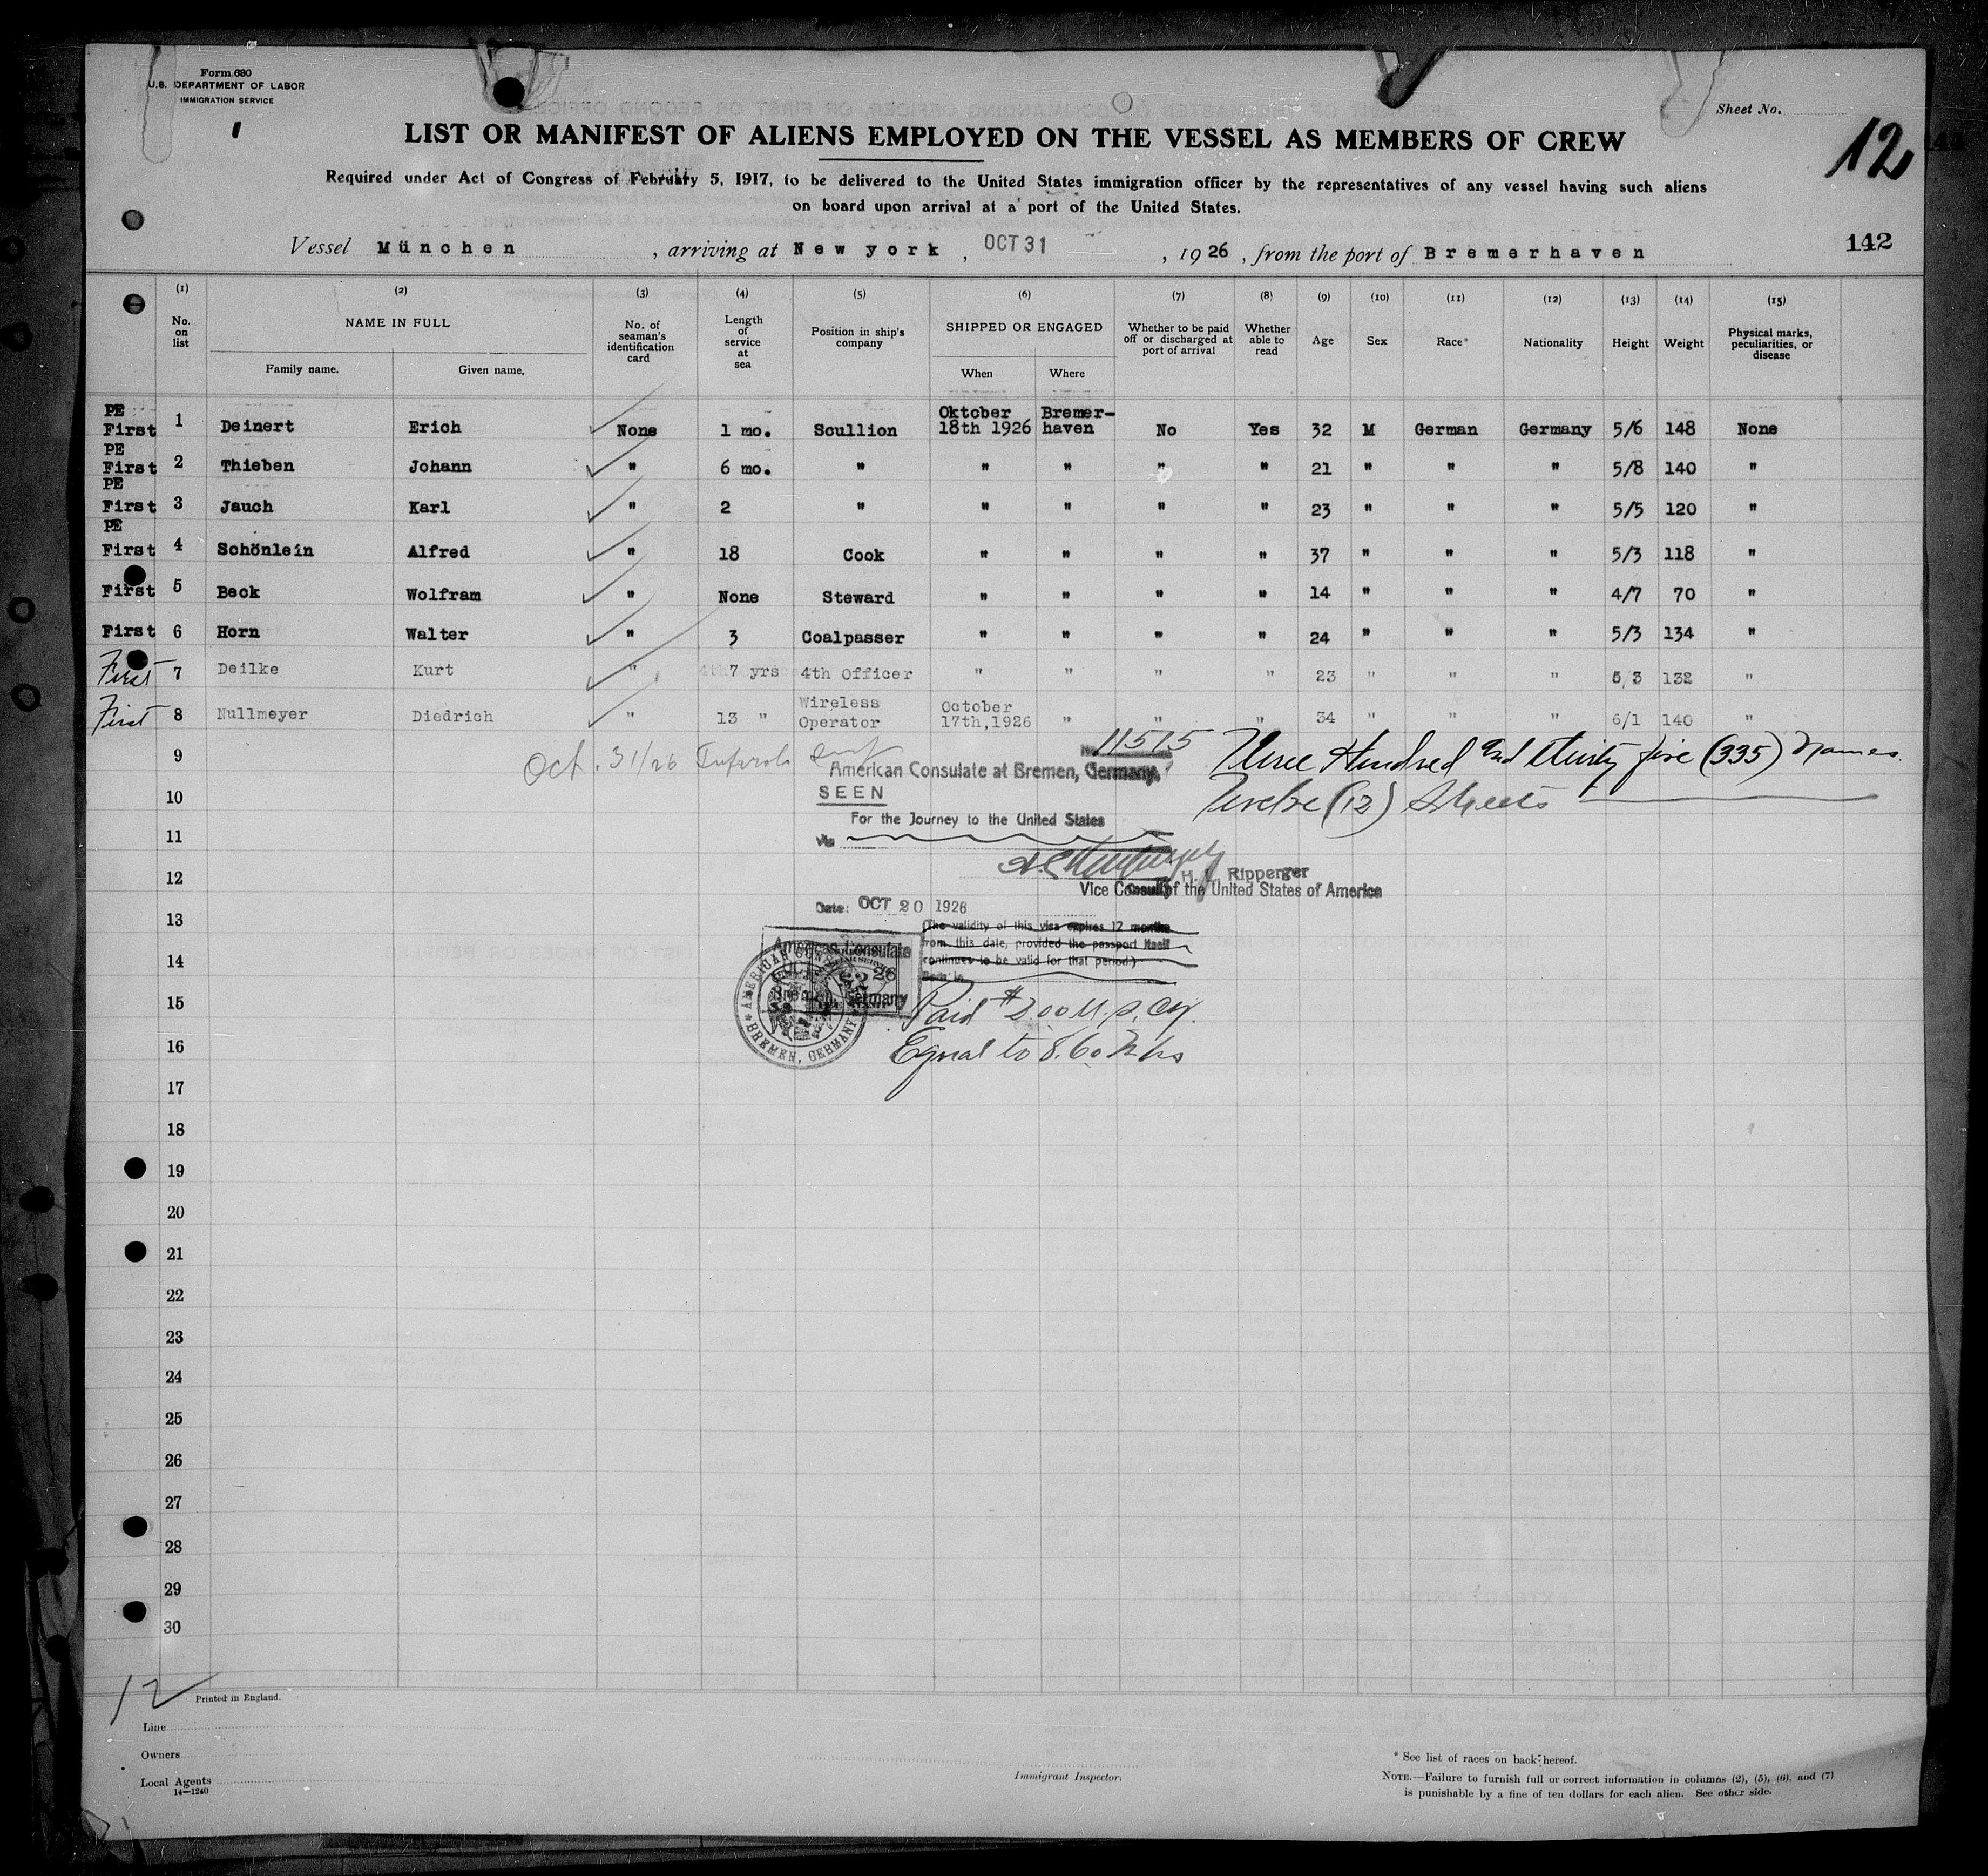 Form 680
U.S. DEPARTMENT OF LABOR
IMMIGRATION SERVICE
Sheet No.
12
LIST OR MANIFEST OF ALIENS EMPLOYED ON THE VESSEL AS MEMBERS OF CREW
Required under Act of Congress of February 5, 1917, to be delivered to the United States immigration officer by the representatives of any vessel having such aliens
on board upon arrival at a port of the United States.
Vessel München, arriving at New york, OCT 31, 1926, from the port of Bremerhaven
142
(1) (2) (3) (4) (5) (6) (7) (8) (9) (10) (11) (12) (13) (14) (15)
No. on list NAME IN FULL Family name. Given name. No. of seaman's identification card Length of service at sea Position in ship's company SHIPPED OR ENGAGED When Where Whether to be paid off or discharged at port of arrival Whether able to read Age Sex Race* Nationality Height Weight Physical marks, peculiarities, or disease
PE First 1 Deinert Erich None 1 mo. Scullion Oktober 18th 1926 Bremer-haven No Yes 32 M German Germany 5/6 148 None
PE First 2 Thieben Johann " 6 mo. " " " " " 21 " " " 5/8 140 "
PE First 3 Jauch Karl " 2 " " " " " 23 " " " 5/5 120 "
PE First 4 Schönlein Alfred " 18 Cook " " " " 37 " " " 5/3 118 "
First 5 Beck Wolfram " None Steward " " " " 14 " " " 4/7 70 "
First 6 Horn Walter " 3 Coalpasser " " " " 24 " " " 5/3 134 "
First 7 Deilke Kurt " 7 yrs 4th Officer " " " " 23 " " " 5/3 132 "
First 8 Nullmeyer Diedrich " 13 " Wireless Operator October 17th,1926 " " " 34 " " " 6/1 140 "
9
Oct. 31/26
No 11515
Three Hundred and thirty five (335) names.
American Consulate at Bremen, Germany,
10
SEEN
Twelve (12) Sheets
For the Journey to the United States
11
Via
12
H. Ripperger
Vice Consul of the United States of America
13
Date: OCT 20 1926
(The validity of this visa expires 12 months
from this date, provided the passport itself
14
continues to be valid for that period.)
American Consulate
Bremen, Germany
AMERICAN CONSULATE
BREMEN, GERMANY
15
Paid $2.00 U.S. Cy.
16
Equal to 8.60 Mks
17
18
19
20
21
22
23
24
25
26
27
28
29
30
12
Printed in England.
Line
Owners
Local Agents
14—1240
Immigrant Inspector.
* See list of races on back hereof.
NOTE.—Failure to furnish full or correct information in columns (2), (5), (6), and (7)
is punishable by a fine of ten dollars for each alien. See other side.